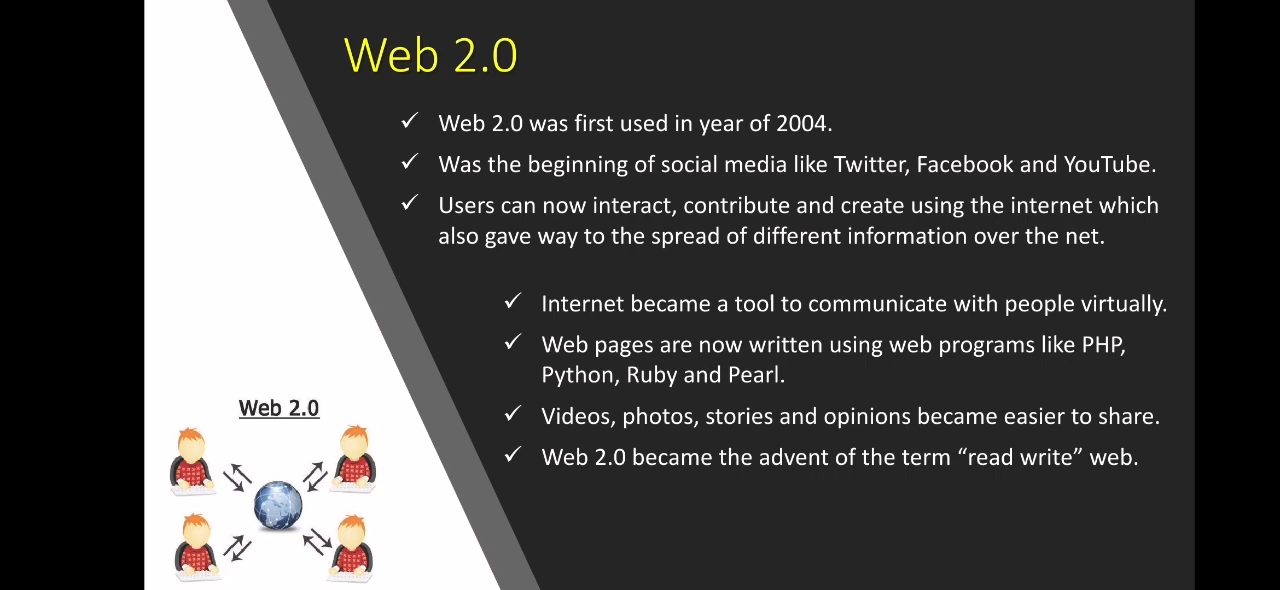 Web 2.0
✓ Web 2.0 was first used in year of 2004.
✓ Was the beginning of social media like Twitter, Facebook and YouTube.
✓ Users can now interact, contribute and create using the internet which
also gave way to the spread of different information over the net.
✓ Internet became a tool to communicate with people virtually.
✓ Web pages are now written using web programs like PHP,
Python, Ruby and Pearl.
✓ Videos, photos, stories and opinions became easier to share.
✓ Web 2.0 became the advent of the term “read write” web.
Web 2.0